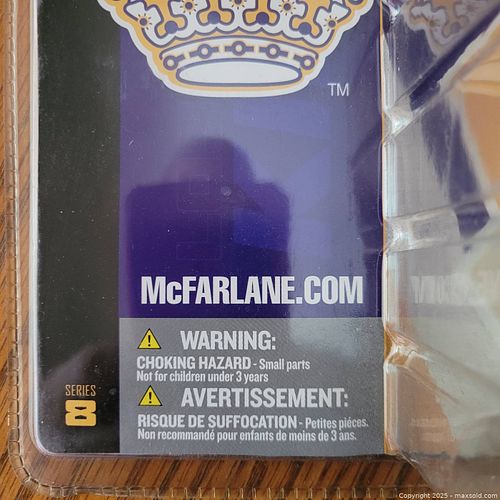 TM
McFARLANE.COM
WARNING:
CHOKING HAZARD - Small parts
Not for children under 3 years
AVERTISSEMENT:
RISQUE DE SUFFOCATION - Petites piéces.
Non recommandé pour enfants de moins de 3 ans.
SERIES
8
Copyright 2025 - maxsold.com